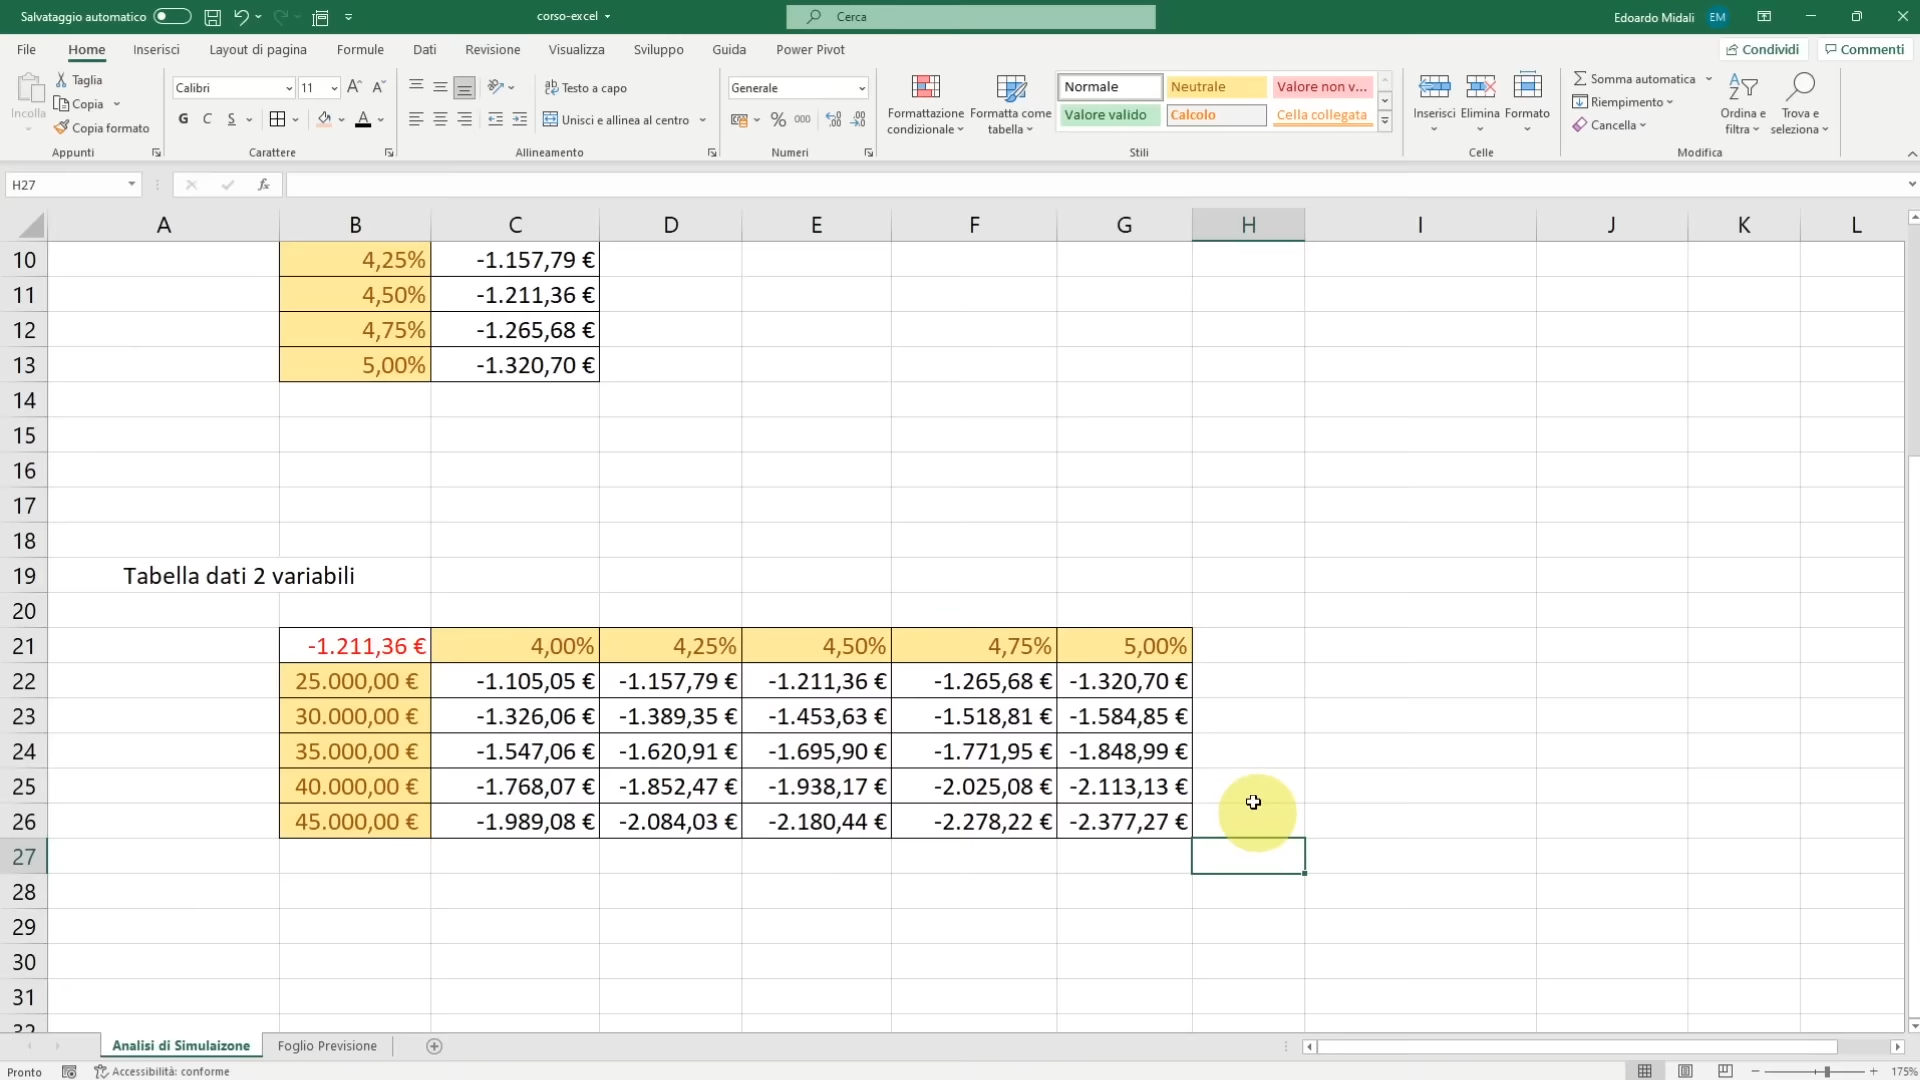 Salvataggio automatico
corso-excel
Cerca
Edoardo Midali EM
File Home Inserisci Layout di pagina Formule Dati Revisione Visualizza Sviluppo Guida Power Pivot
Condividi Commenti
Incolla
Taglia
Copia
Copia formato
Appunti
Calibri 11
G C S
Carattere
Testo a capo
Unisci e allinea al centro
Allineamento
Generale
% 000
Numeri
Formattazione condizionale
Formatta come tabella
Normale Neutrale Valore non v...
Valore valido Calcolo Cella collegata
Stili
Inserisci Elimina Formato
Celle
Somma automatica
Riempimento
Cancella
Ordina e filtra
Trova e seleziona
Modifica
H27 fx
A B C D E F G H I J K L
10 4,25% -1.157,79 €
11 4,50% -1.211,36 €
12 4,75% -1.265,68 €
13 5,00% -1.320,70 €
14
15
16
17
18
19 Tabella dati 2 variabili
20
21 -1.211,36 € 4,00% 4,25% 4,50% 4,75% 5,00%
22 25.000,00 € -1.105,05 € -1.157,79 € -1.211,36 € -1.265,68 € -1.320,70 €
23 30.000,00 € -1.326,06 € -1.389,35 € -1.453,63 € -1.518,81 € -1.584,85 €
24 35.000,00 € -1.547,06 € -1.620,91 € -1.695,90 € -1.771,95 € -1.848,99 €
25 40.000,00 € -1.768,07 € -1.852,47 € -1.938,17 € -2.025,08 € -2.113,13 €
26 45.000,00 € -1.989,08 € -2.084,03 € -2.180,44 € -2.278,22 € -2.377,27 €
27
28
29
30
31
32
Analisi di Simulaizone Foglio Previsione
Pronto Accessibilità: conforme 175%